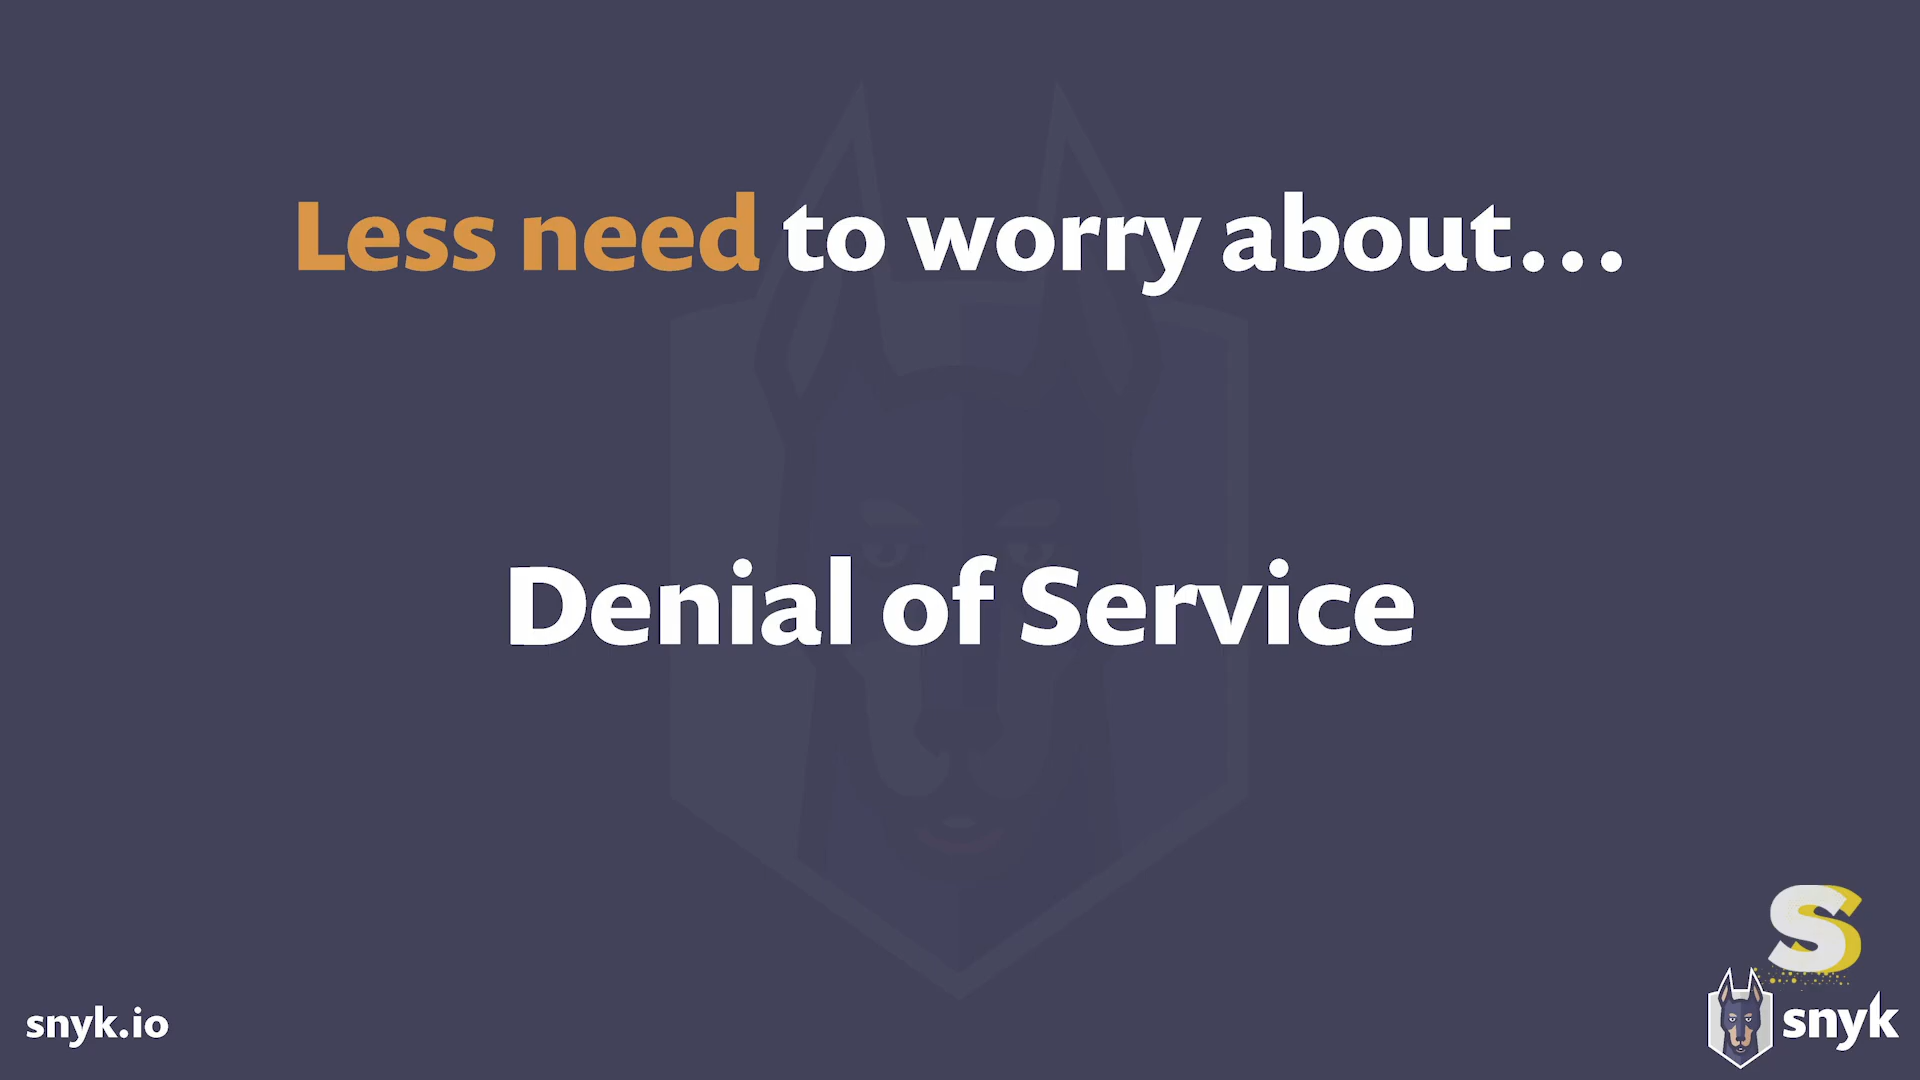 Less need to worry about...
Denial of Service
S
snyk.io
snyk